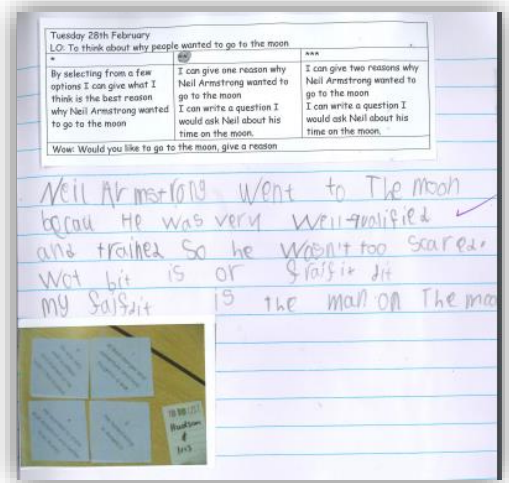 Tuesday 28th February
LO: To think about why people wanted to go to the moon
*
**
***
By selecting from a few
options I can give what I
think is the best reason
why Neil Armstrong wanted
to go to the moon
I can give one reason why
Neil Armstrong wanted to
go to the moon
I can write a question I
would ask Neil about his
time on the moon.
I can give two reasons why
Neil Armstrong wanted to
go to the moon
I can write a question I
would ask Neil about his
time on the moon.
Wow: Would you like to go to the moon, give a reason
Neil Armstrong went to The moon
becau He was very well-qualified
and trained So he Wasn't too scared.
Wot bit is or
my is the man on The moo
Hudson
&
Iris